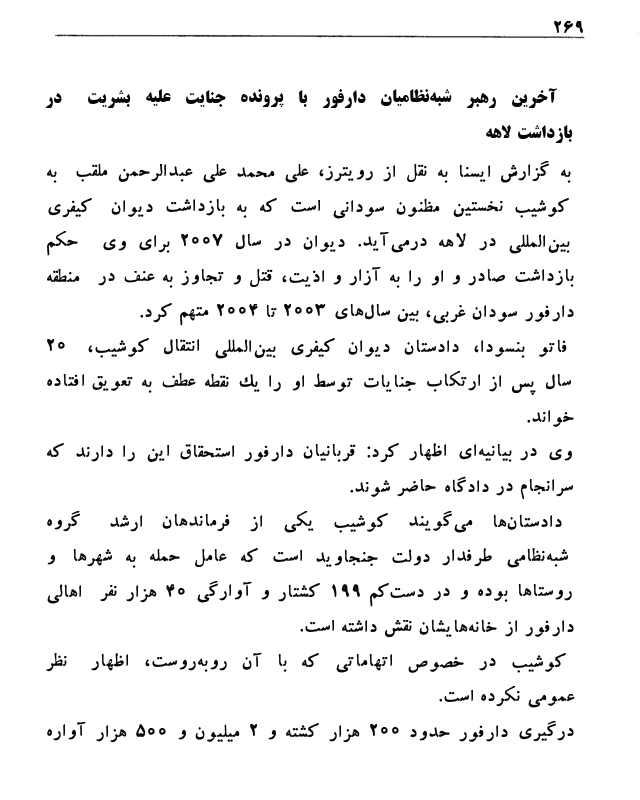 ۲۶۹
آخرین رهبر شبه‌نظامیان دارفور با پرونده جنایت علیه بشریت در
بازداشت لاهه
به گزارش ایسنا به نقل از رویترز، علی محمد علی عبدالرحمن ملقب به
کوشیب نخستین مظنون سودانی است که به بازداشت دیوان کیفری
بین‌المللی در لاهه درمی‌آید. دیوان در سال ۲۰۰۷ برای وی حکم
بازداشت صادر و او را به آزار و اذیت، قتل و تجاوز به عنف در منطقه
دارفور سودان غربی، بین سال‌های ۲۰۰۳ تا ۲۰۰۴ متهم کرد.
فاتو بنسودا، دادستان دیوان کیفری بین‌المللی انتقال کوشیب، ۲۰
سال پس از ارتکاب جنایات توسط او را یك نقطه عطف به تعویق افتاده
خواند.
وی در بیانیه‌ای اظهار کرد: قربانیان دارفور استحقاق این را دارند که
سرانجام در دادگاه حاضر شوند.
دادستان‌ها می‌گویند کوشیب یکی از فرماندهان ارشد گروه
شبه‌نظامی طرفدار دولت جنجاوید است که عامل حمله به شهرها و
روستاها بوده و در دست‌کم ۱۹۹ کشتار و آوارگی ۴۰ هزار نفر اهالی
دارفور از خانه‌هایشان نقش داشته است.
کوشیب در خصوص اتهاماتی که با آن روبه‌روست، اظهار نظر
عمومی نکرده است.
درگیری دارفور حدود ۲۰۰ هزار کشته و ۲ میلیون و ۵۰۰ هزار آواره